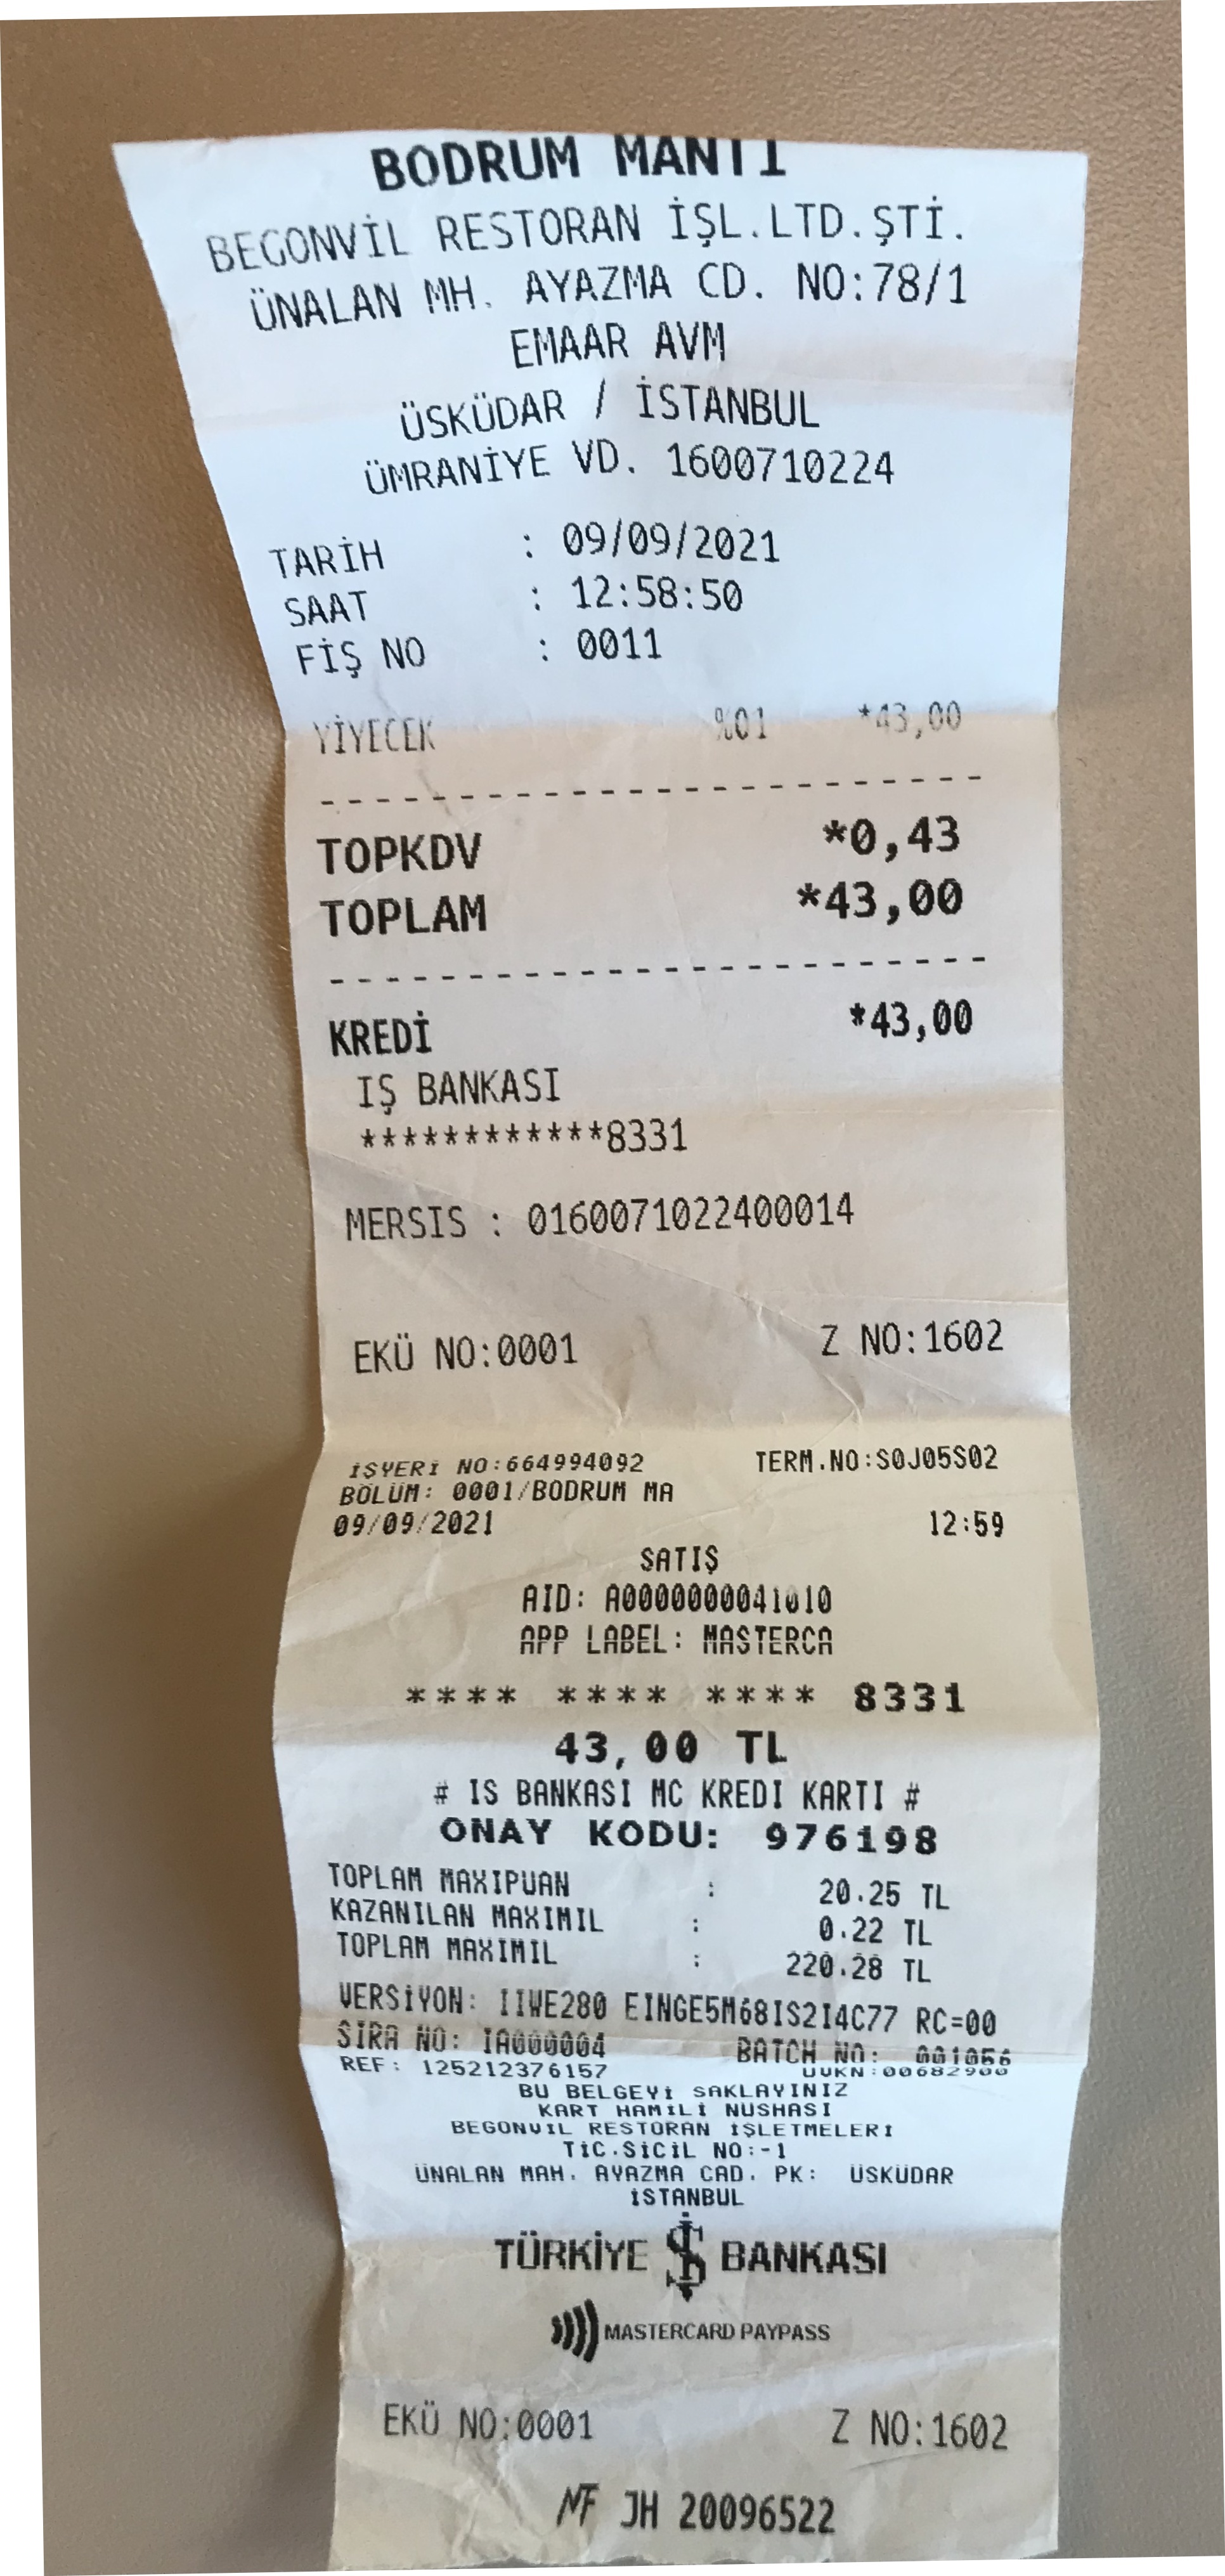 BODRUM MANTI
BEGONVİL RESTORAN İŞL.LTD.ŞTİ.
ÜNALAN MH. AYAZMA CD. NO:78/1
EMAAR AVM
ÜSKÜDAR / İSTANBUL
ÜMRANİYE VD. 1600710224
TARİH : 09/09/2021
SAAT : 12:58:50
FİŞ NO : 0011
YİYECEK %01 *43,00
TOPKDV *0,43
TOPLAM *43,00
KREDİ *43,00
IŞ BANKASI
************8331
MERSIS : 0160071022400014
EKÜ NO:0001 Z NO:1602
İŞYERİ NO:664994092 TERM.NO:S0J05S02
BÖLÜM: 0001/BODRUM MA
09/09/2021 12:59
SATIŞ
AID: A0000000041010
APP LABEL: MASTERCA
**** **** **** 8331
43,00 TL
# IS BANKASI MC KREDI KARTI #
ONAY KODU: 976198
TOPLAM MAXIPUAN : 20.25 TL
KAZANILAN MAXIMIL : 0.22 TL
TOPLAM MAXIMIL : 220.28 TL
VERSİYON: IIWE280 EINGE5M68IS2I4C77 RC=00
SIRA NO: IA000004 BATCH NO: 001056
REF: 125212376157 UUKN:00682900
BU BELGEYİ SAKLAYINIZ
KART HAMİLİ NUSHASI
BEGONVIL RESTORAN İŞLETMELERİ
TİC.SİCİL NO:-1
ÜNALAN MAH. AYAZMA CAD. PK: ÜSKÜDAR
İSTANBUL
TÜRKİYE İŞ BANKASI
MASTERCARD PAYPASS
EKÜ NO:0001 Z NO:1602
MF JH 20096522